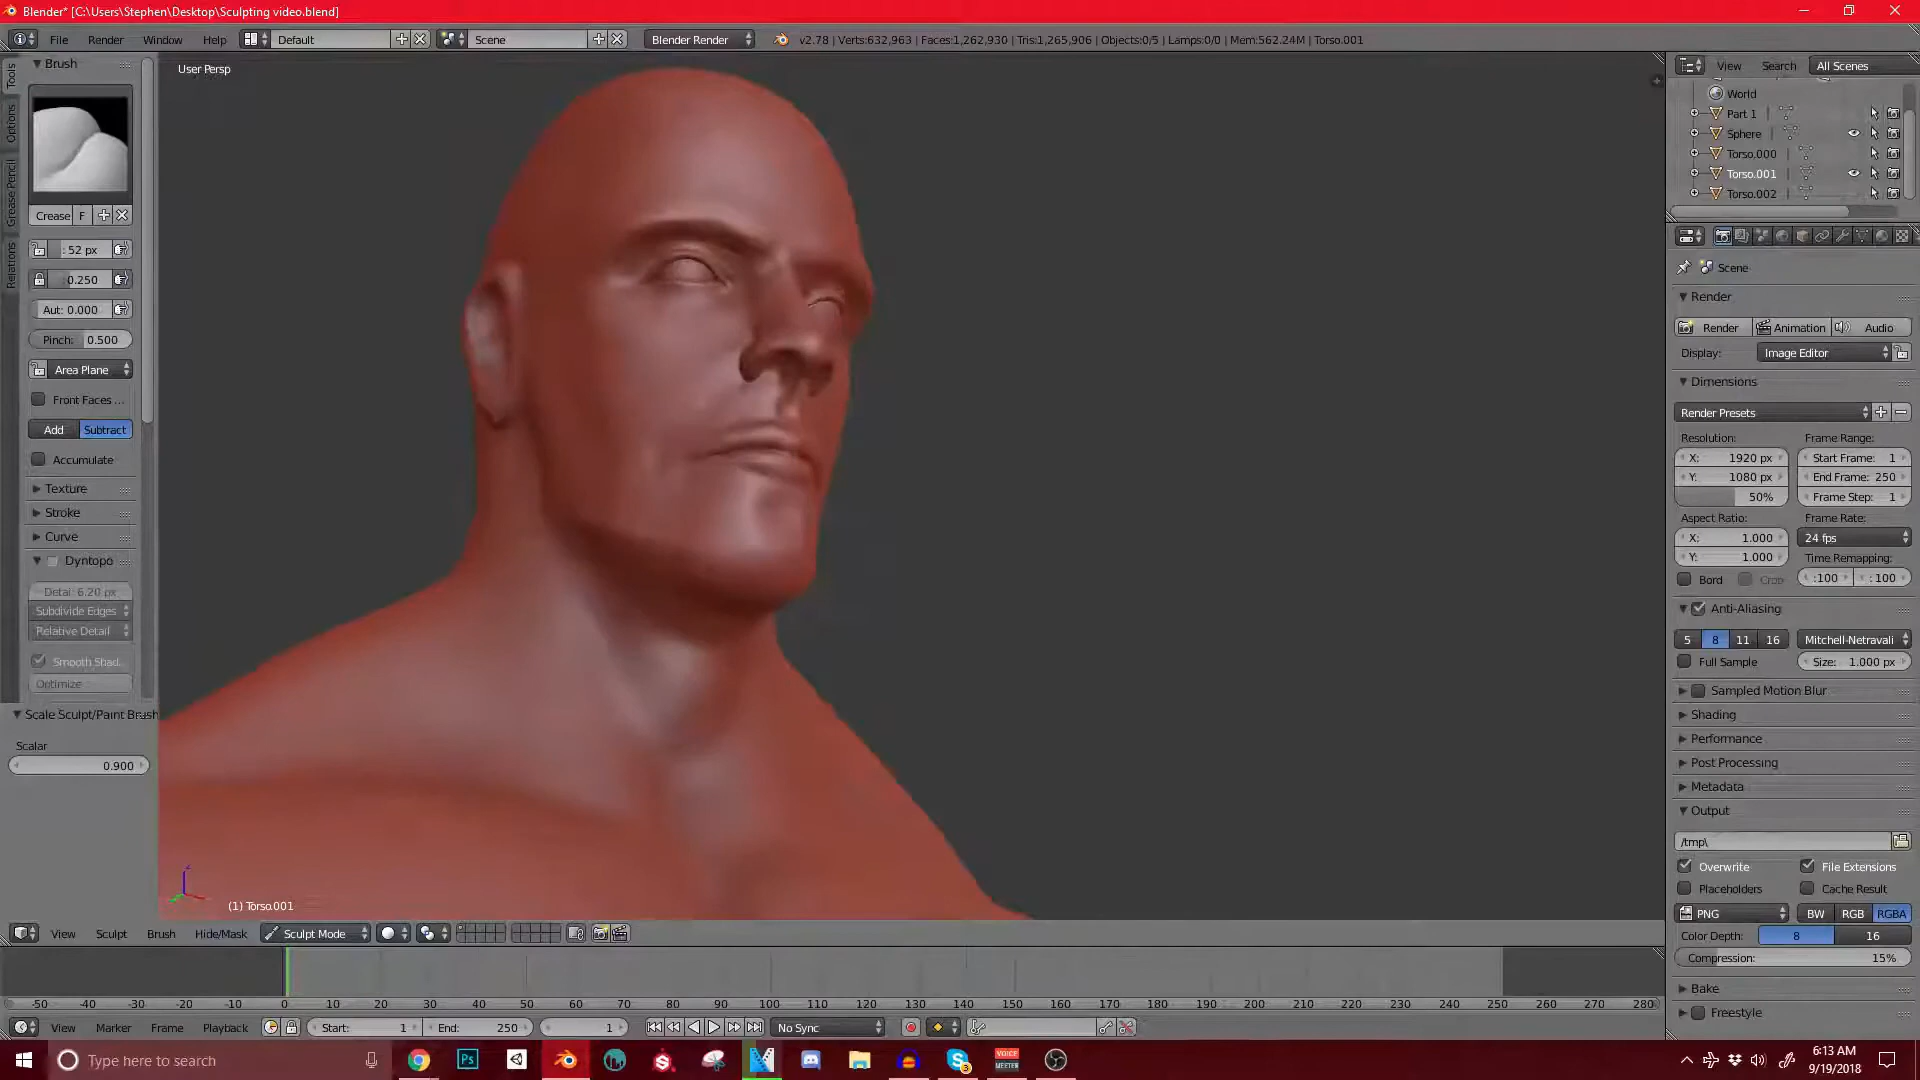 Blender* [C:\Users\Stephen\Desktop\Sculpting video.blend]
File Render Window Help Default Scene Blender Render v2.78 | Verts:632,963 | Faces:1,262,930 | Tris:1,265,906 | Objects:0/5 | Lamps:0/0 | Mem:562.24M | Torso.001
Tools
Options
Grease Pencil
Relations
Brush
Crease F
: 52 px
0.250
Aut: 0.000
Pinch: 0.500
Area Plane
Front Faces ...
Add Subtract
Accumulate
Texture
Stroke
Curve
Dyntopo
Detai: 6.20 px
Subdivide Edges
Relative Detail
Smooth Shad..
Optimize
Scale Sculpt/Paint Brush
Scalar
0.900
User Persp
(1) Torso.001
View Sculpt Brush Hide/Mask Sculpt Mode
-50 -40 -30 -20 -10 0 10 20 30 40 50 60 70 80 90 100 110 120 130 140 150 160 170 180 190 200 210 220 230 240 250 260 270 280
View Marker Frame Playback Start: 1 End: 250 1 No Sync
View Search All Scenes
World
Part 1
Sphere
Torso.000
Torso.001
Torso.002
Scene
Render
Render Animation Audio
Display: Image Editor
Dimensions
Render Presets
Resolution: Frame Range:
X: 1920 px Start Frame: 1
Y: 1080 px End Frame: 250
50% Frame Step: 1
Aspect Ratio: Frame Rate:
X: 1.000 24 fps
Y: 1.000 Time Remapping:
Bord Crop :100 : 100
Anti-Aliasing
5 8 11 16 Mitchell-Netravali
Full Sample Size: 1.000 px
Sampled Motion Blur
Shading
Performance
Post Processing
Metadata
Output
/tmp\
Overwrite File Extensions
Placeholders Cache Result
PNG BW RGB RGBA
Color Depth: 8 16
Compression: 15%
Bake
Freestyle
Type here to search
Ps
VOICE MEETER
6:13 AM
9/19/2018